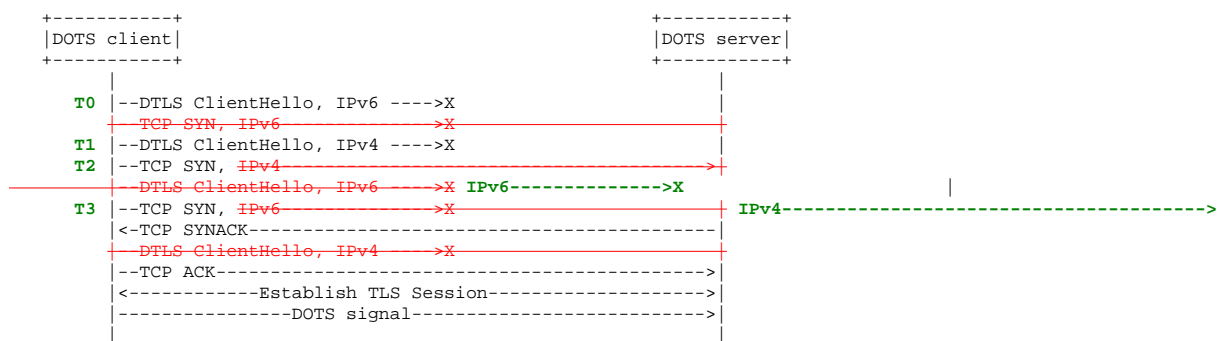 +-----------+ +-----------+
|DOTS client| |DOTS server|
+-----------+ +-----------+
| |
T0 |--DTLS ClientHello, IPv6 ---->X |
|--TCP SYN, IPv6-------------->X |
T1 |--DTLS ClientHello, IPv4 ---->X |
T2 |--TCP SYN, IPv4--------------------------------------->|
|--DTLS ClientHello, IPv6 ---->X IPv6-------------->X |
T3 |--TCP SYN, IPv6-------------->X | IPv4--------------------------------------->
|<-TCP SYNACK-------------------------------------------|
|--DTLS ClientHello, IPv4 ---->X |
|--TCP ACK--------------------------------------------->|
|<------------Establish TLS Session-------------------->|
|----------------DOTS signal--------------------------->|
| |